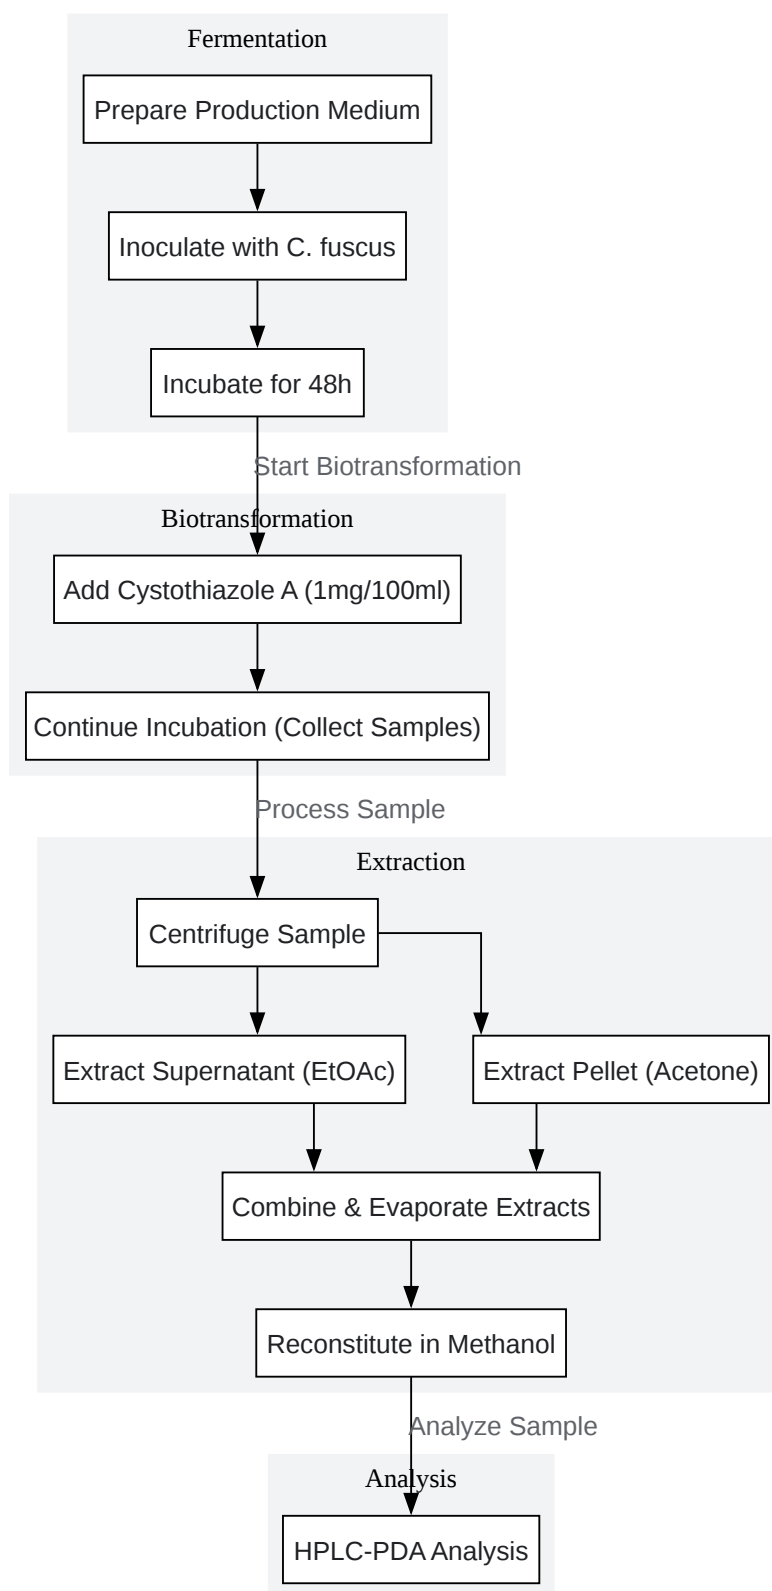 Fermentation
Prepare Production Medium
Inoculate with C. fuscus
Incubate for 48h
Start Biotransformation
Biotransformation
Add Cystothiazole A (1mg/100ml)
Continue Incubation (Collect Samples)
Process Sample
Extraction
Centrifuge Sample
Extract Supernatant (EtOAc)
Extract Pellet (Acetone)
Combine & Evaporate Extracts
Reconstitute in Methanol
Analyze Sample
Analysis
HPLC-PDA Analysis